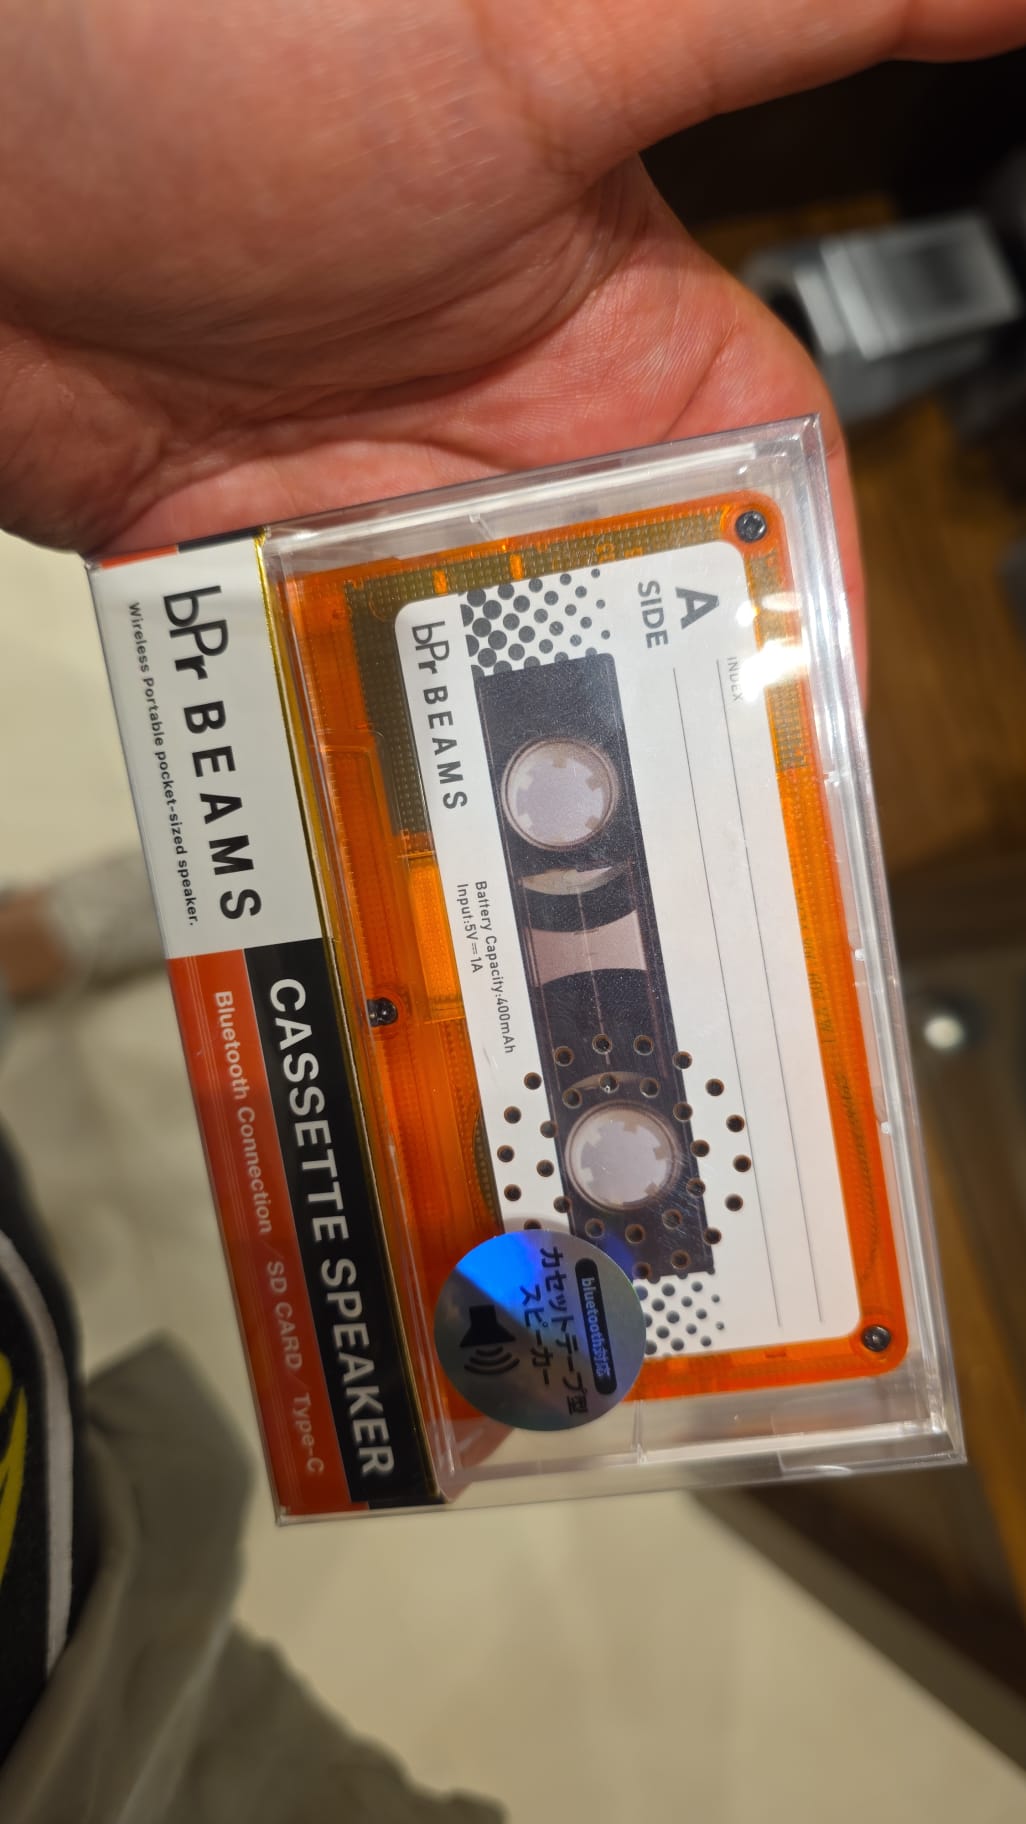 A
SIDE
INDEX
bPr BEAMS
Battery Capacity:400mAh
Input:5V⎓1A
bluetooth対応
カセットテープ型
スピーカー
bPr BEAMS
Wireless Portable pocket-sized speaker.
CASSETTE SPEAKER
Bluetooth Connection / SD CARD / Type-C